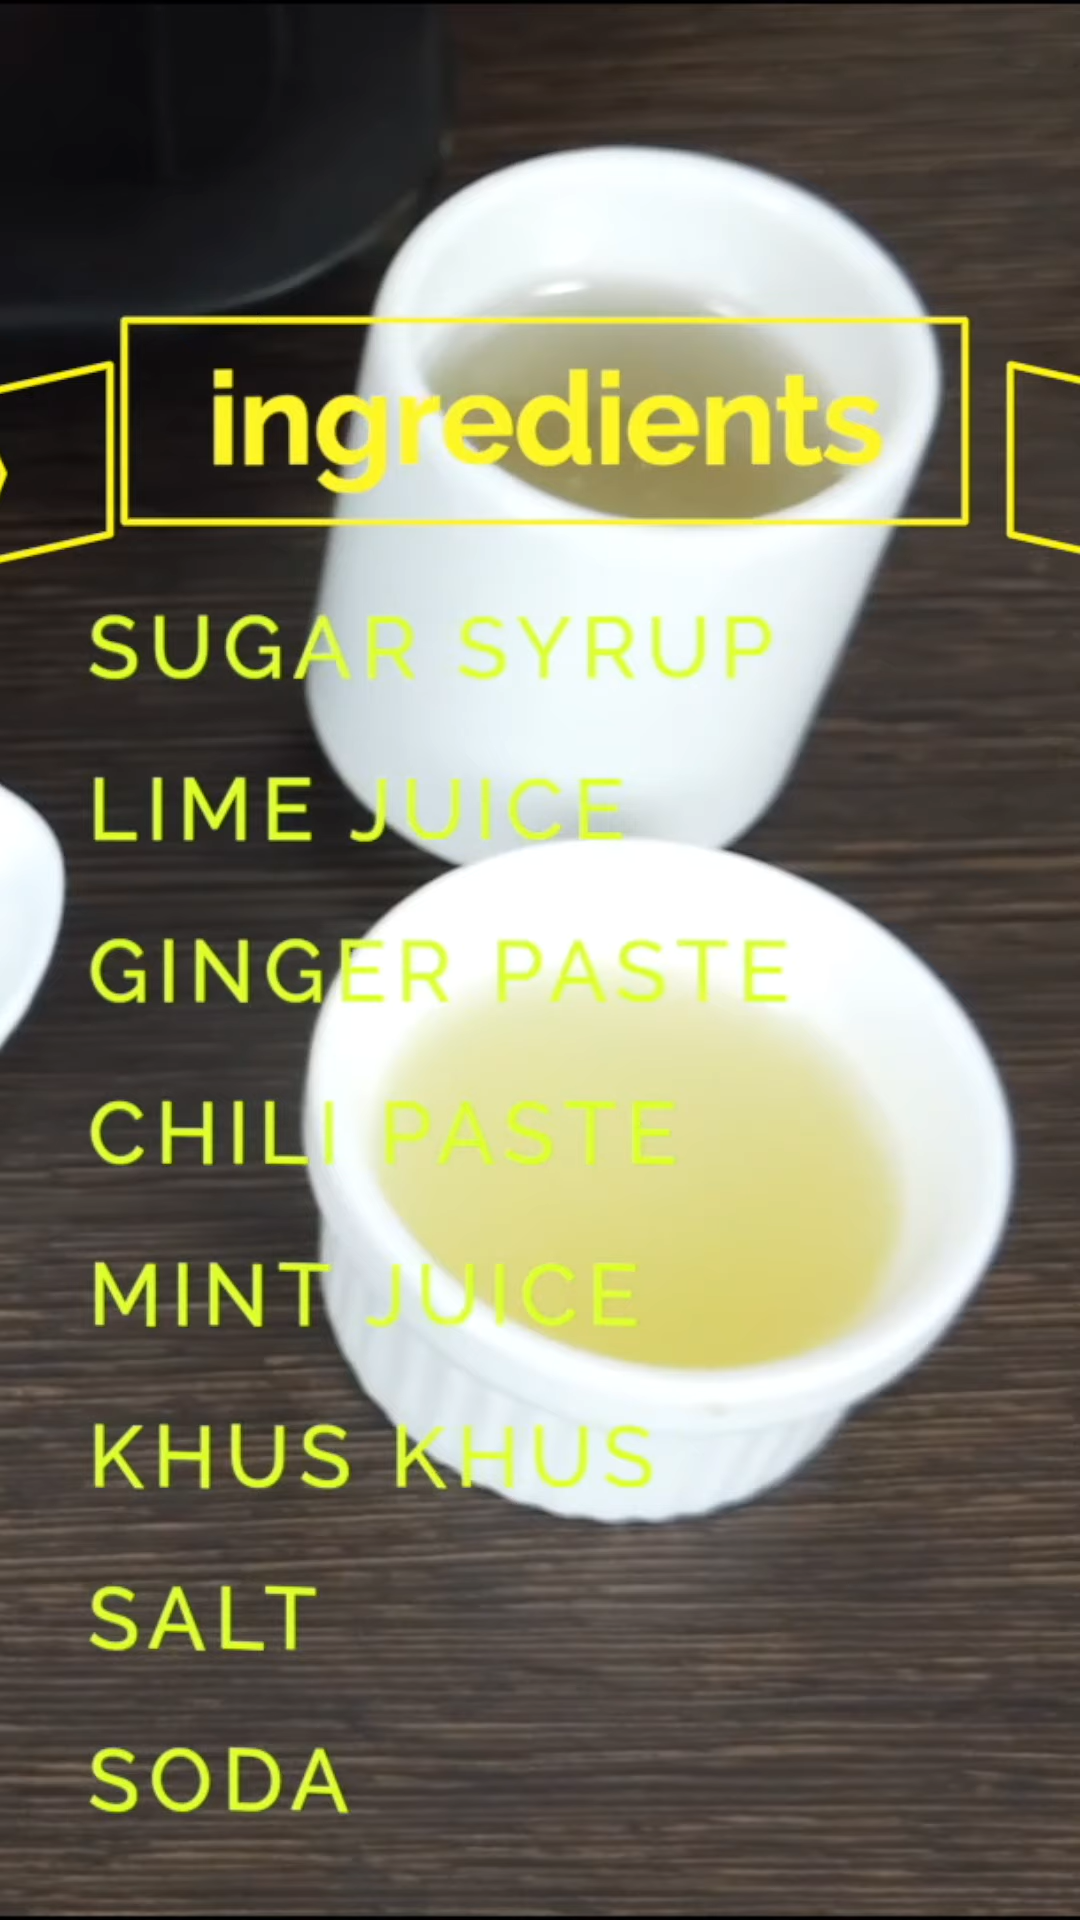 ingredients
SUGAR SYRUP
LIME JUICE
GINGER PASTE
CHILI PASTE
MINT JUICE
KHUS KHUS
SALT
SODA